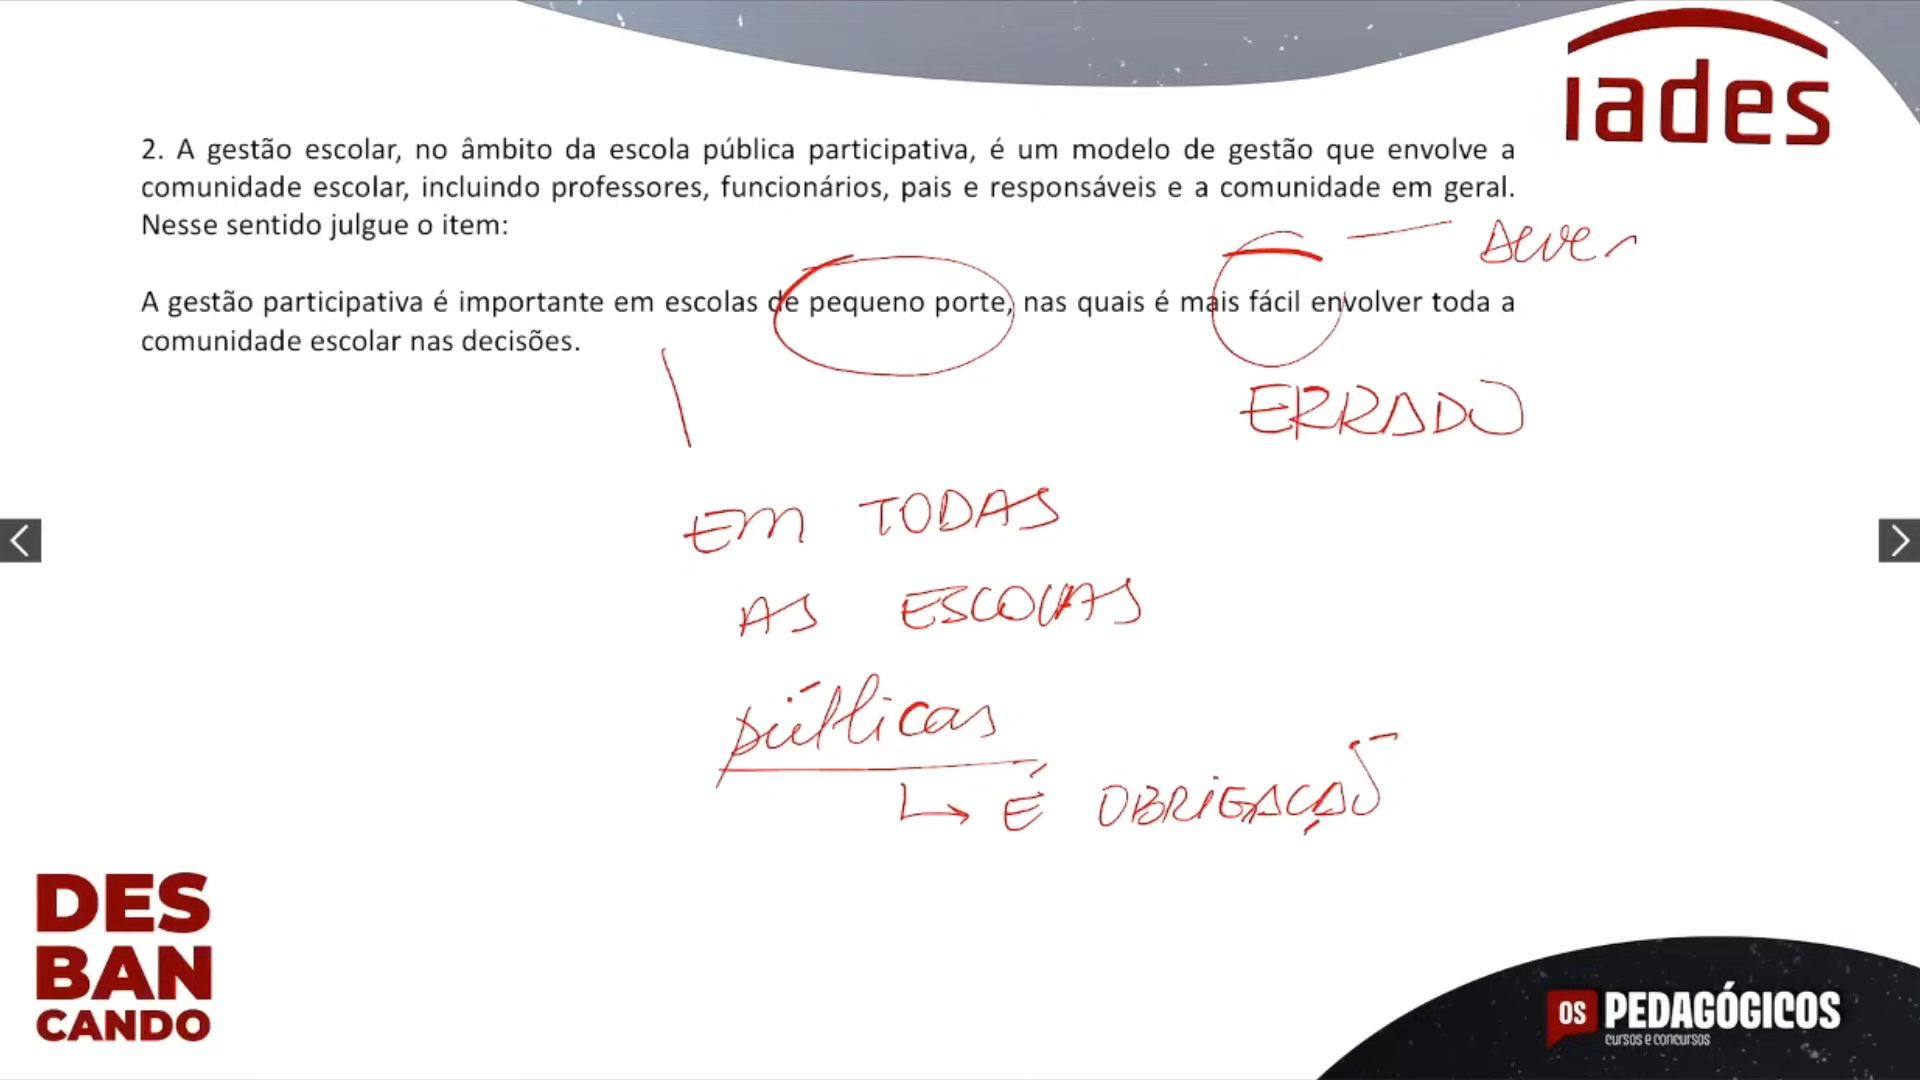 iades
2. A gestão escolar, no âmbito da escola pública participativa, é um modelo de gestão que envolve a
comunidade escolar, incluindo professores, funcionários, pais e responsáveis e a comunidade em geral.
Nesse sentido julgue o item:
Dever
A gestão participativa é importante em escolas de pequeno porte, nas quais é mais fácil envolver toda a
comunidade escolar nas decisões.
ERRADO
EM TODAS
AS ESCOLAS
públicas
É OBRIGAÇÃO
DES
BAN
CANDO
OS PEDAGÓGICOS
cursos e concursos